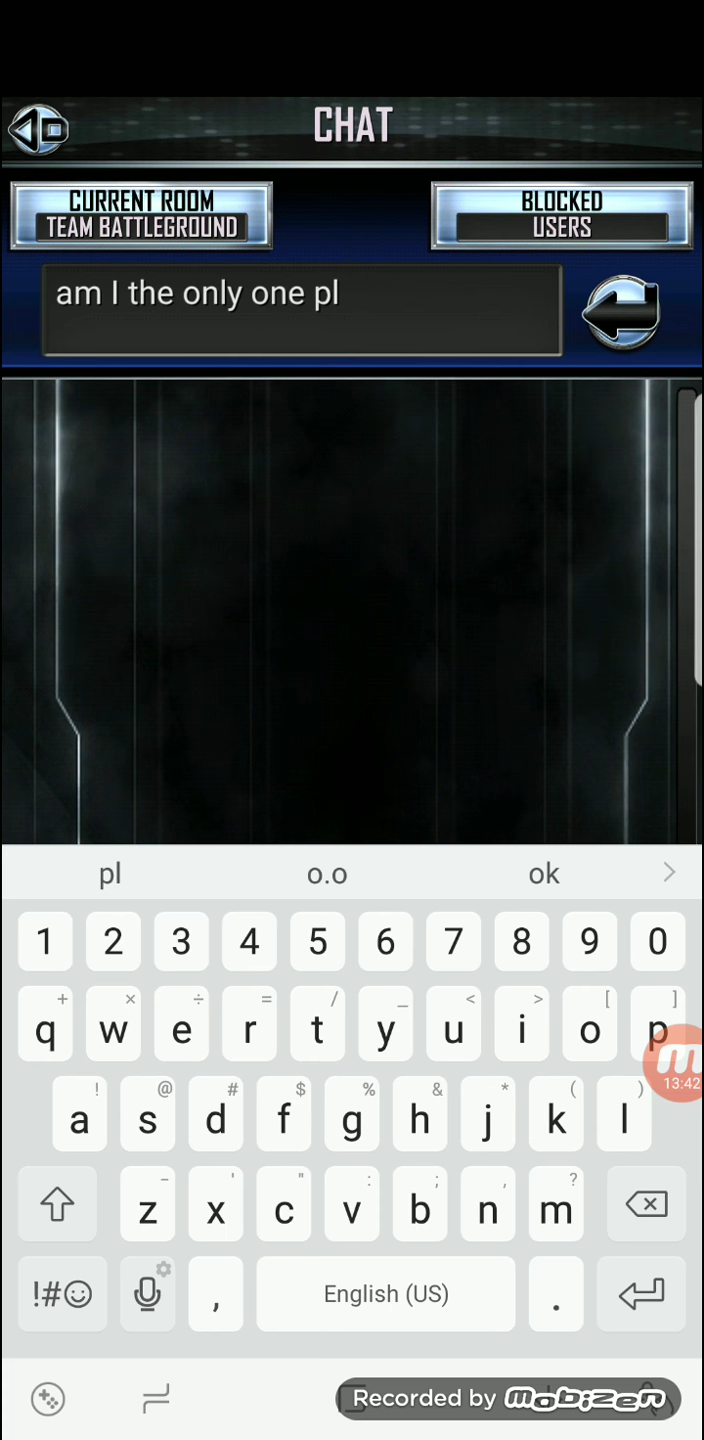 CHAT
CURRENT ROOM
TEAM BATTLEGROUND
BLOCKED
USERS
am I the only one pl
pl o.o ok
1 2 3 4 5 6 7 8 9 0
+ × ÷ = / _ < > [ ]
q w e r t y u i o p
! @ # $ % & * ( )
a s d f g h j k l
13:42
- ' " : ; , ?
z x c v b n m
!#☺ , English (US) .
Recorded by mobizen